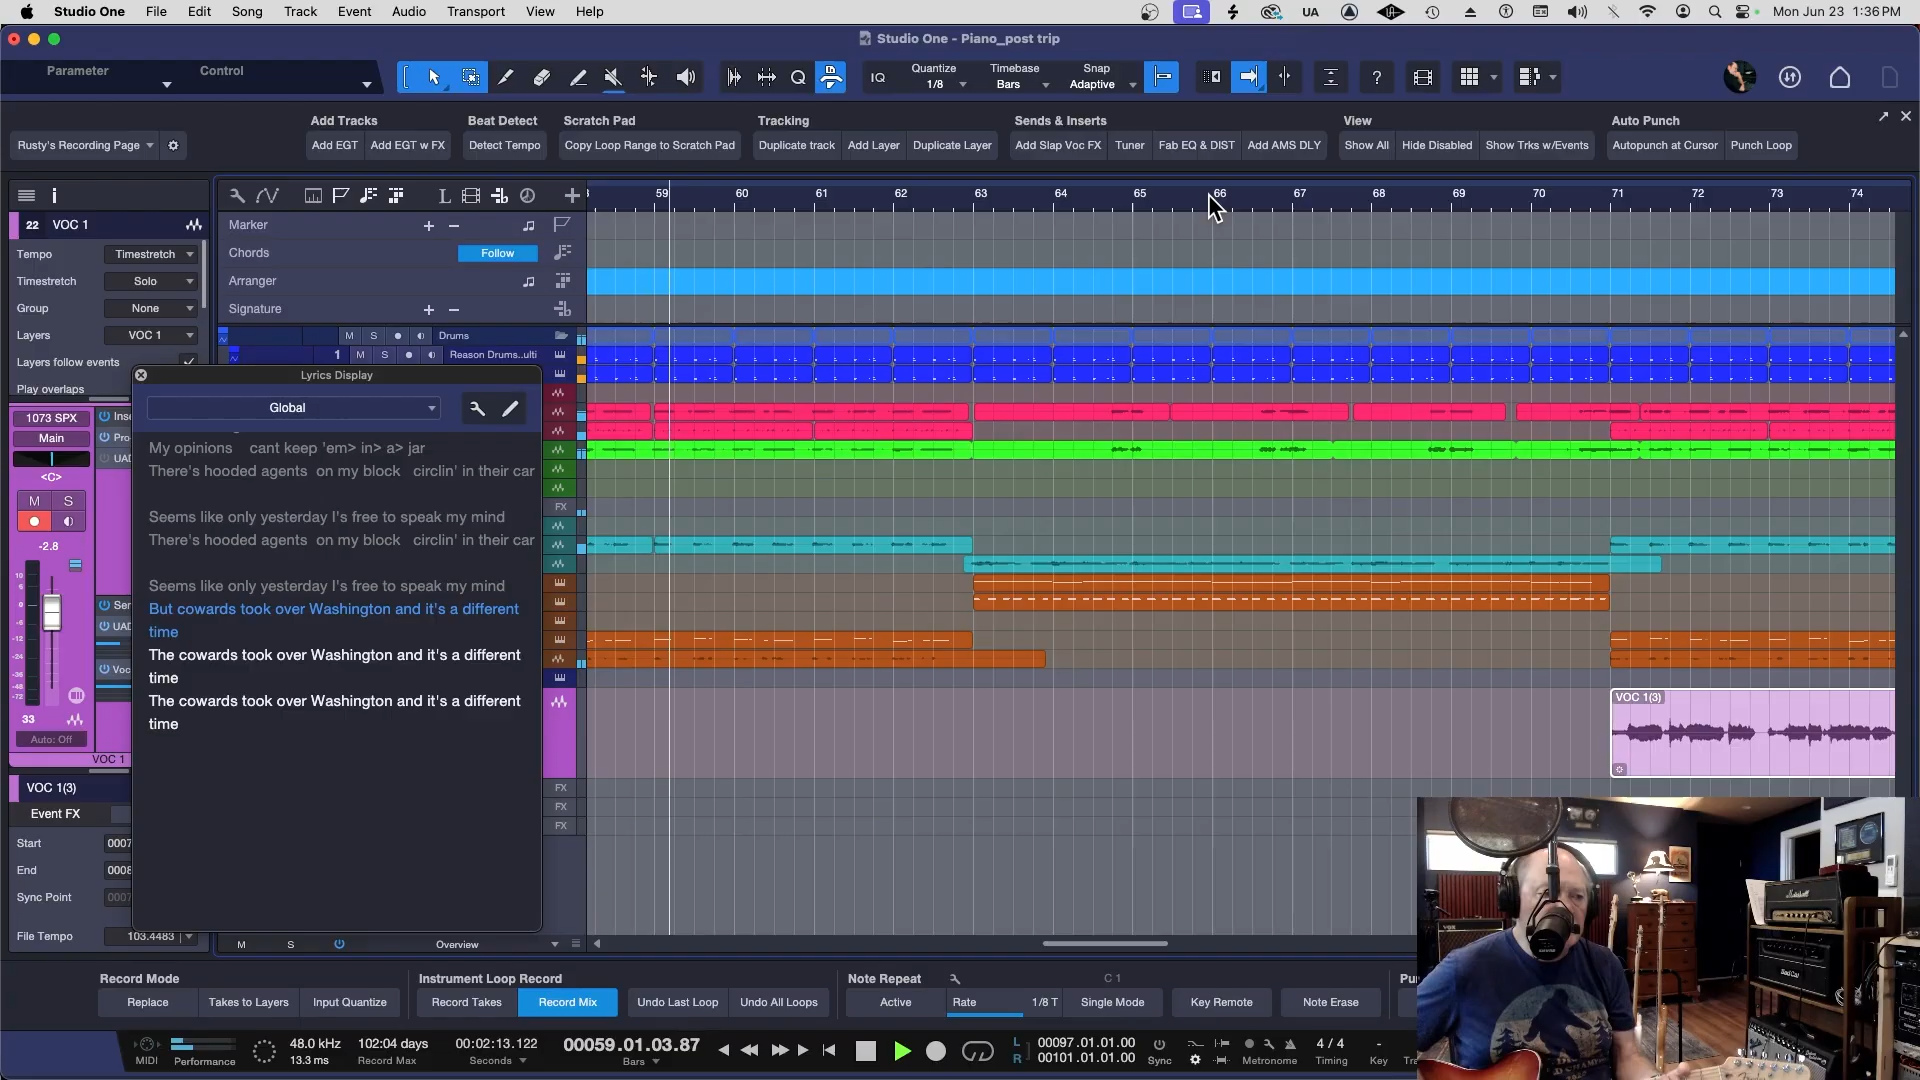 Studio One File Edit Song Track Event Audio Transport View Help
UA
Mon Jun 23 1:36 PM
Studio One - Piano_post trip
Parameter
Control
IQ
Quantize
1/8
Timebase
Bars
Snap
Adaptive
?
Rusty's Recording Page
Add Tracks
Add EGT
Add EGT w FX
Beat Detect
Detect Tempo
Scratch Pad
Copy Loop Range to Scratch Pad
Tracking
Duplicate track
Add Layer
Duplicate Layer
Sends & Inserts
Add Slap Voc FX
Tuner
Fab EQ & DIST
Add AMS DLY
View
Show All
Hide Disabled
Show Trks w/Events
Auto Punch
Autopunch at Cursor
Punch Loop
59 60 61 62 63 64 65 66 67 68 69 70 71 72 73 74
22 VOC 1
Tempo Timestretch
Timestretch Solo
Group None
Layers VOC 1
Layers follow events
Play overlaps
Marker
Chords Follow
Arranger
Signature
M S Drums
1 M S Reason Drums..ulti
1073 SPX
Main
<C>
M S
-2.8
33
Auto: Off
VOC 1
Lyrics Display
Global
My opinions cant keep 'em> in> a> jar
There's hooded agents on my block circlin' in their car
Seems like only yesterday I's free to speak my mind
There's hooded agents on my block circlin' in their car
Seems like only yesterday I's free to speak my mind
But cowards took over Washington and it's a different
time
The cowards took over Washington and it's a different
time
The cowards took over Washington and it's a different
time
FX
VOC 1(3)
FX
FX
FX
VOC 1(3)
Event FX
Start
End
Sync Point
File Tempo 103.4483
M S Overview
Record Mode
Replace
Takes to Layers
Input Quantize
Instrument Loop Record
Record Takes
Record Mix
Undo Last Loop
Undo All Loops
Note Repeat
C 1
Active
Rate 1/8 T
Single Mode
Key Remote
Note Erase
MIDI
Performance
48.0 kHz
13.3 ms
102:04 days
Record Max
00:02:13.122
Seconds
00059.01.03.87
Bars
L 00097.01.01.00
R 00101.01.01.00
Sync
Metronome
4 / 4
Timing
-
Key
Marshall
VOX
Bad Cat